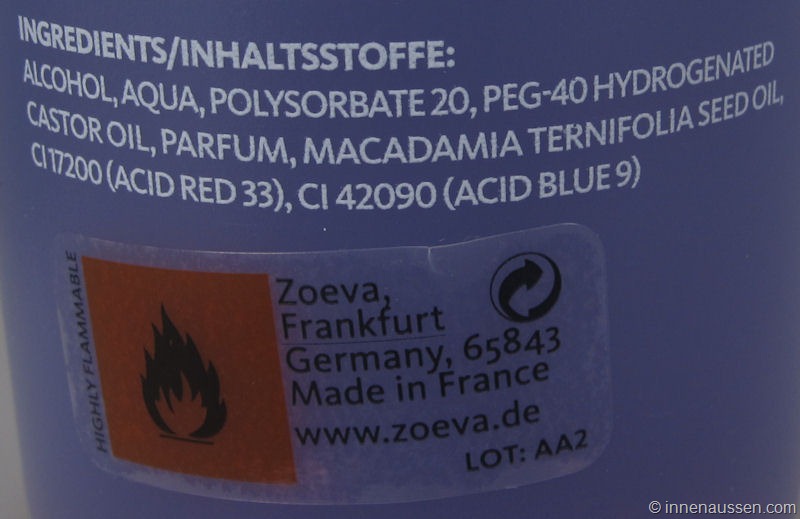 INGREDIENTS/INHALTSSTOFFE:
ALCOHOL, AQUA, POLYSORBATE 20, PEG-40 HYDROGENATED
CASTOR OIL, PARFUM, MACADAMIA TERNIFOLIA SEED OIL,
CI 17200 (ACID RED 33), CI 42090 (ACID BLUE 9)
HIGHLY FLAMMABLE
Zoeva,
Frankfurt
Germany, 65843
Made in France
www.zoeva.de
LOT: AA2
© innenaussen.com